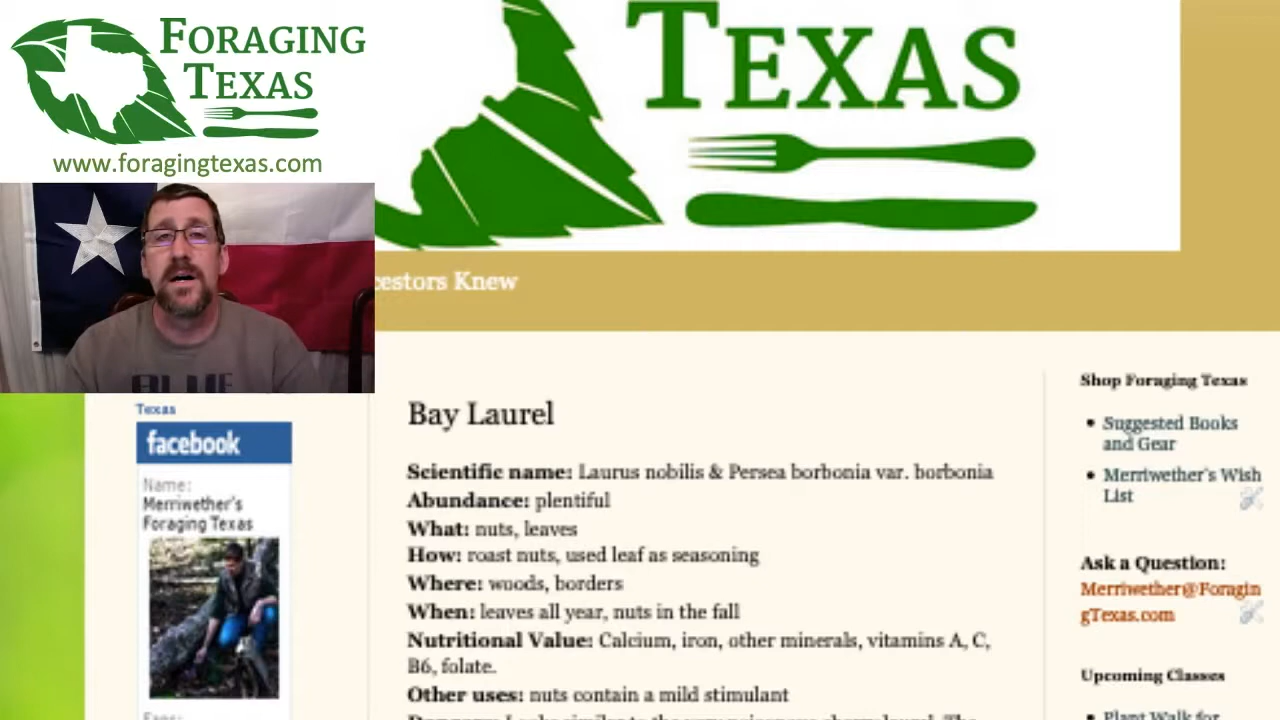 FORAGING
TEXAS
www.foragingtexas.com
TEXAS
cestors Knew
BLUE
Texas
facebook
Name:
Merriwether's
Foraging Texas
Bay Laurel
Scientific name: Laurus nobilis & Persea borbonia var. borbonia
Abundance: plentiful
What: nuts, leaves
How: roast nuts, used leaf as seasoning
Where: woods, borders
When: leaves all year, nuts in the fall
Nutritional Value: Calcium, iron, other minerals, vitamins A, C,
B6, folate.
Other uses: nuts contain a mild stimulant
Shop Foraging Texas
• Suggested Books
and Gear
• Merriwether's Wish
List
Ask a Question:
Merriwether@Foragin
gTexas.com
Upcoming Classes
• Plant Walk for